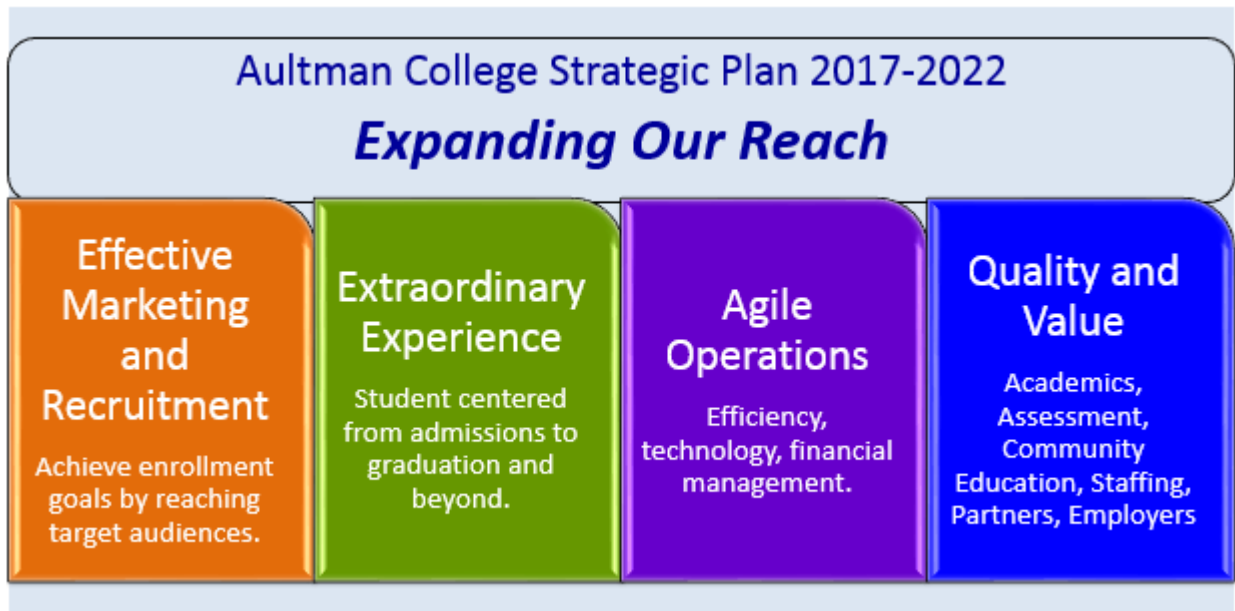 Aultman College Strategic Plan 2017-2022
Expanding Our Reach
Effective
Marketing
and
Recruitment
Achieve enrollment
goals by reaching
target audiences.
Extraordinary
Experience
Student centered
from admissions to
graduation and
beyond.
Agile
Operations
Efficiency,
technology, financial
management.
Quality and
Value
Academics,
Assessment,
Community
Education, Staffing,
Partners, Employers